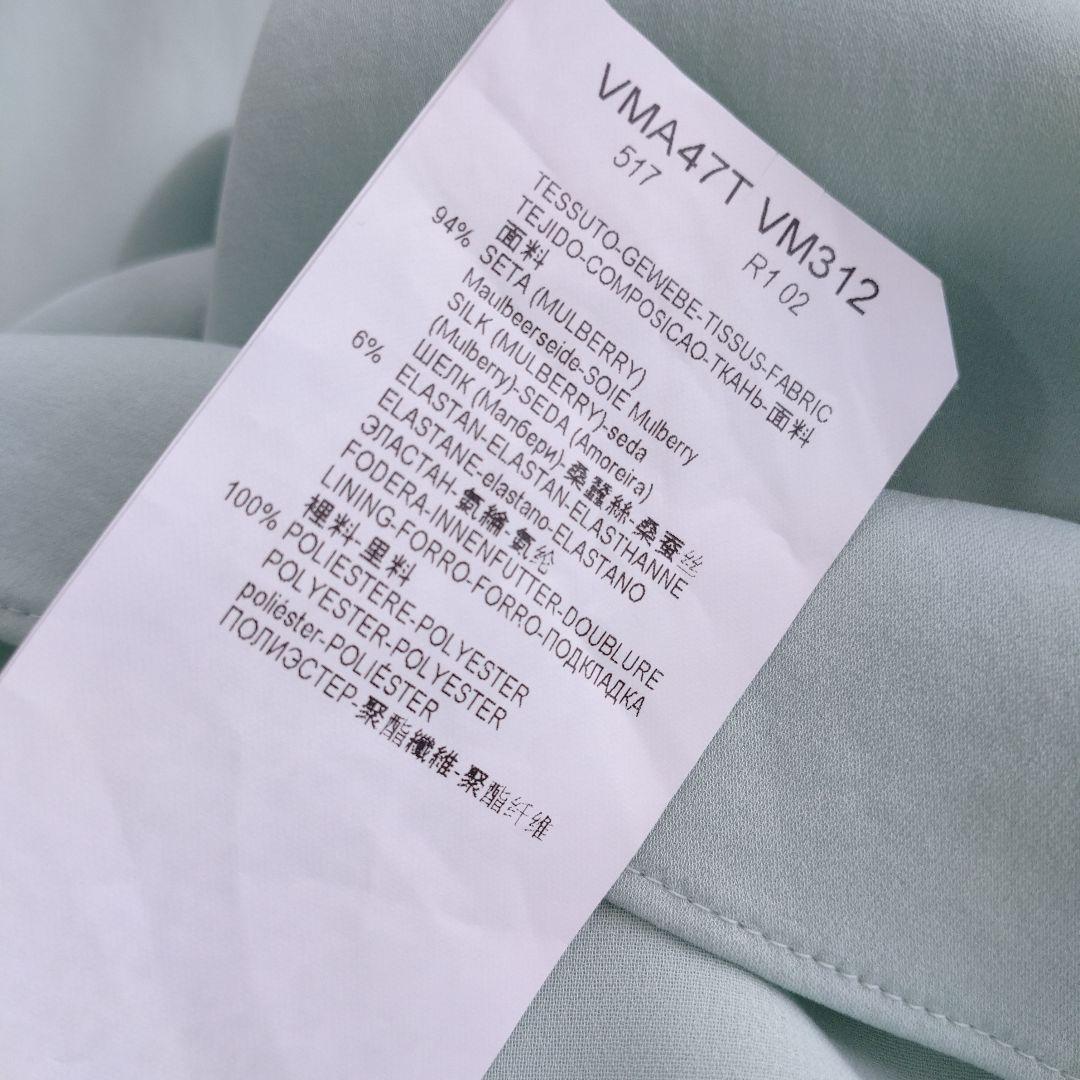 VMA47T VM312
517 R1 02
TESSUTO-GEWEBE-TISSUS-FABRIC
TEJIDO-COMPOSICAO-ТКАНЬ-面料
面料
94% SETA (MULBERRY)
Maulbeerseide-SOIE Mulberry
SILK (MULBERRY)-seda
(Mulberry)-SEDA (Amoreira)
ШЕЛК (Малбери)-桑蠶絲-桑蚕丝
6% ELASTAN-ELASTAN-ELASTHANNE
ELASTANE-elastano-ELASTANO
ЭЛАСТАН-氨綸-氨纶
FODERA-INNENFUTTER-DOUBLURE
LINING-FORRO-FORRO-ПОДКЛАДКА
裡料-里料
100% POLIESTERE-POLYESTER
POLYESTER-POLYESTER
poliéster-POLIÉSTER
ПОЛИЭСТЕР-聚酯纖維-聚酯纤维